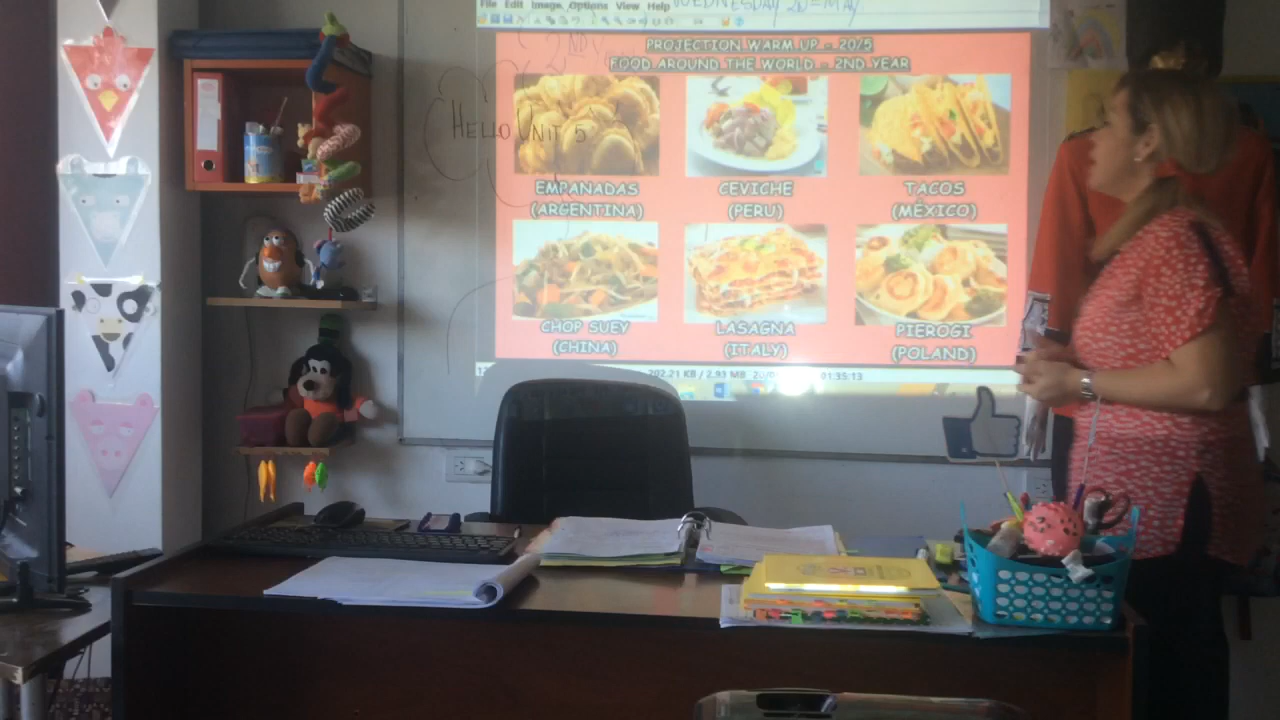 File Edit Image Options View Help
WEDNESDAY 20TH MAY
2ND
HELLO UNIT 5
PROJECTION WARM UP - 20/5
FOOD AROUND THE WORLD - 2ND YEAR
EMPANADAS
(ARGENTINA)
CEVICHE
(PERU)
TACOS
(MÉXICO)
CHOP SUEY
(CHINA)
LASAGNA
(ITALY)
PIEROGI
(POLAND)
202.21 KB / 2.93 MB
01:35:13